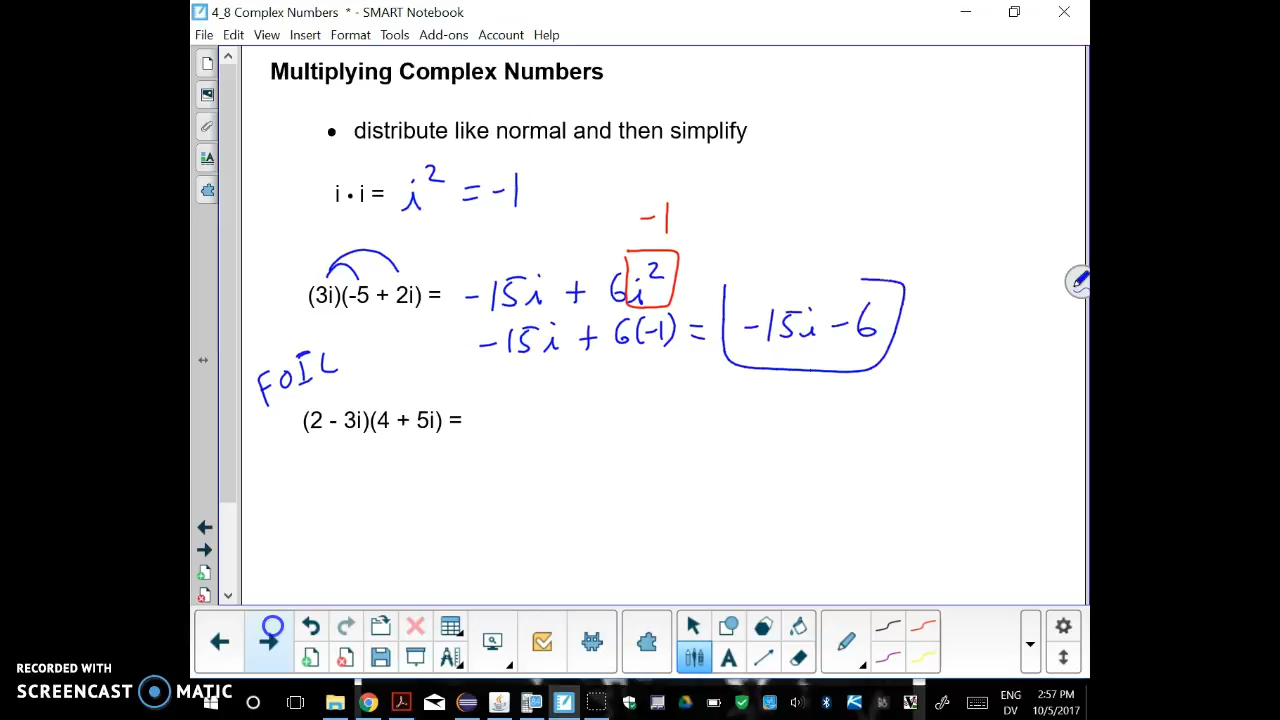 4_8 Complex Numbers * - SMART Notebook
File Edit View Insert Format Tools Add-ons Account Help
Multiplying Complex Numbers
• distribute like normal and then simplify
i • i = i² = -1
-1
(3i)(-5 + 2i) = -15i + 6i²
-15i + 6(-1) = -15i - 6
FOIL
(2 - 3i)(4 + 5i) =
RECORDED WITH
SCREENCAST MATIC
ENG
DV
2:57 PM
10/5/2017